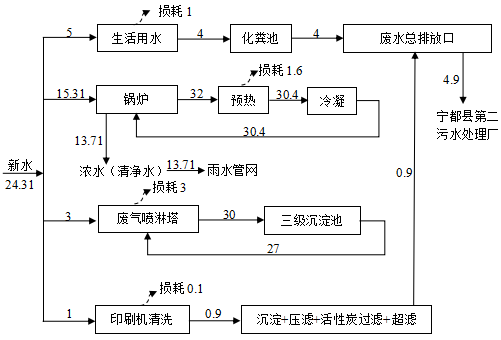 损耗 1
5
生活用水
4
化粪池
4
废水总排放口
4.9
宁都县第二
污水处理厂
损耗 1.6
15.31
锅炉
32
预热
30.4
冷凝
30.4
13.71
浓水（清净水）
13.71
雨水管网
新水
24.31
0.9
损耗 3
3
废气喷淋塔
30
三级沉淀池
27
损耗 0.1
1
印刷机清洗
0.9
沉淀+压滤+活性炭过滤+超滤